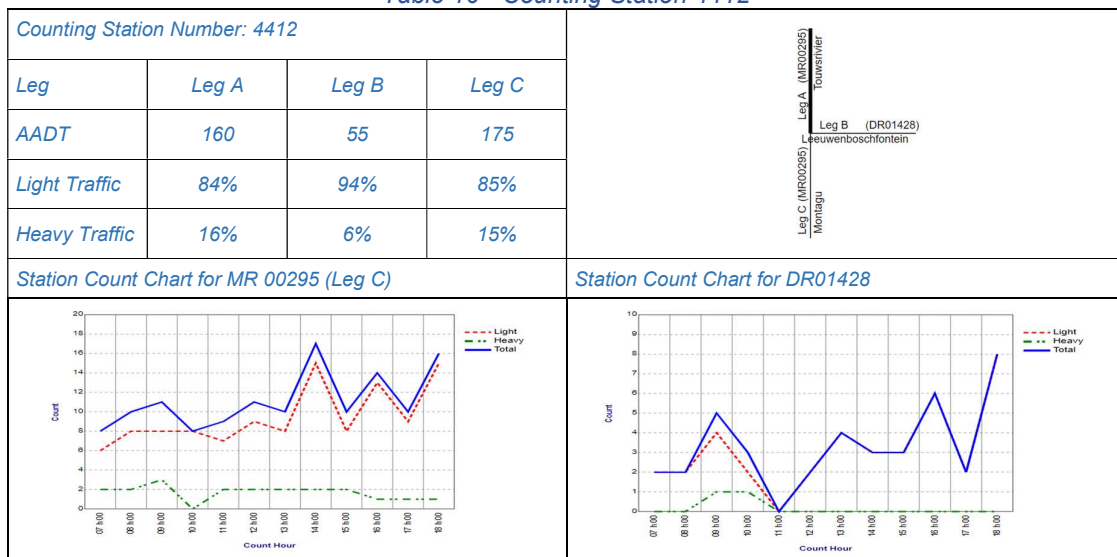 Counting Station Number: 4412
Leg Leg A Leg B Leg C
AADT 160 55 175
Light Traffic 84% 94% 85%
Heavy Traffic 16% 6% 15%
Leg A (MR00295)
Touwsrivier
Leg B (DR01428)
Leeuwenboschfontein
Leg C (MR00295)
Montagu
Station Count Chart for MR 00295 (Leg C)
Station Count Chart for DR01428
20
18
16
14
12
10
8
6
4
2
0
Count
07 h00 08 h00 09 h00 10 h00 11 h00 12 h00 13 h00 14 h00 15 h00 16 h00 17 h00 18 h00
Count Hour
Light
Heavy
Total
10
9
8
7
6
5
4
3
2
1
0
Count
07 h00 08 h00 09 h00 10 h00 11 h00 12 h00 13 h00 14 h00 15 h00 16 h00 17 h00 18 h00
Count Hour
Light
Heavy
Total